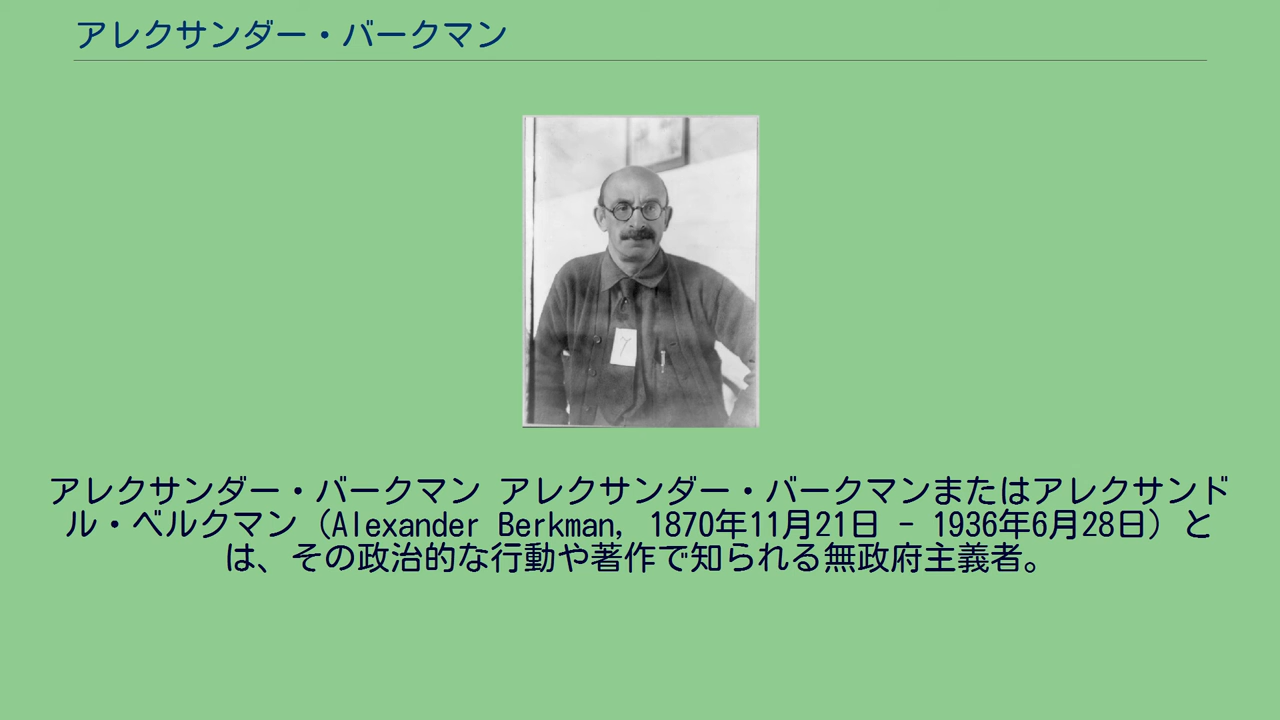 アレクサンダー・バークマン
アレクサンダー・バークマン アレクサンダー・バークマンまたはアレクサンド
ル・ベルクマン（Alexander Berkman, 1870年11月21日 - 1936年6月28日）と
は、その政治的な行動や著作で知られる無政府主義者。